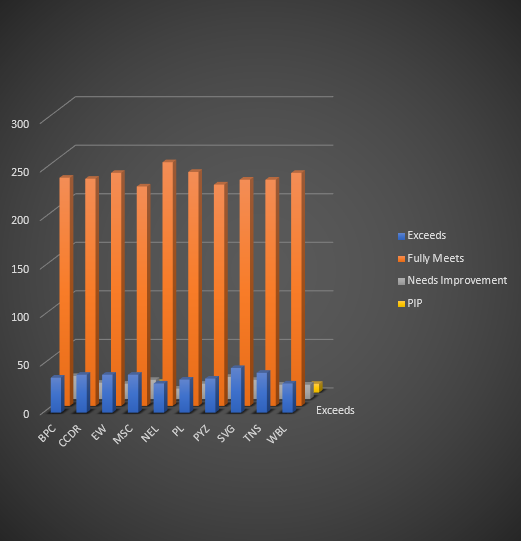 300
250
200
150
100
50
0
BPC
CCDR
EW
MSC
NEL
PL
PYZ
SVG
TNS
WBL
Exceeds
Exceeds
Fully Meets
Needs Improvement
PIP